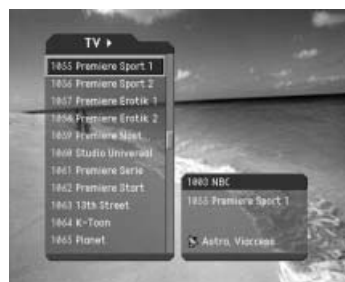 TV
1055 Premiere Sport 1
1056 Premiere Sport 2
1057 Premiere Erotik 1
1058 Premiere Erotik 2
1059 Premiere Nost...
1060 Studio Universal
1061 Premiere Serie
1062 Premiere Start
1063 13th Street
1064 K-Toon
1065 Planet
1003 NBC
1055 Premiere Sport 1
Astra, Viaccess